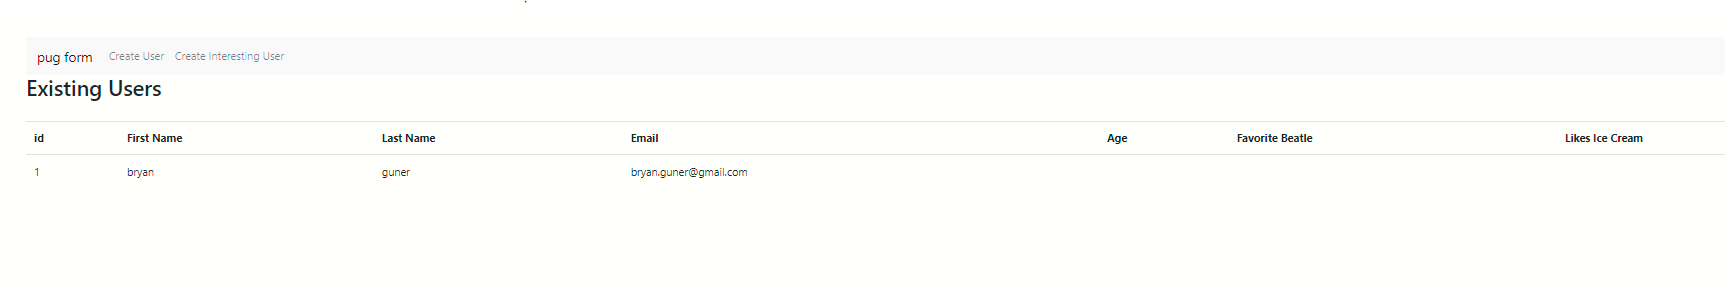 pug form Create User Create Interesting User
Existing Users
id First Name Last Name Email Age Favorite Beatle Likes Ice Cream
1 bryan guner bryan.guner@gmail.com